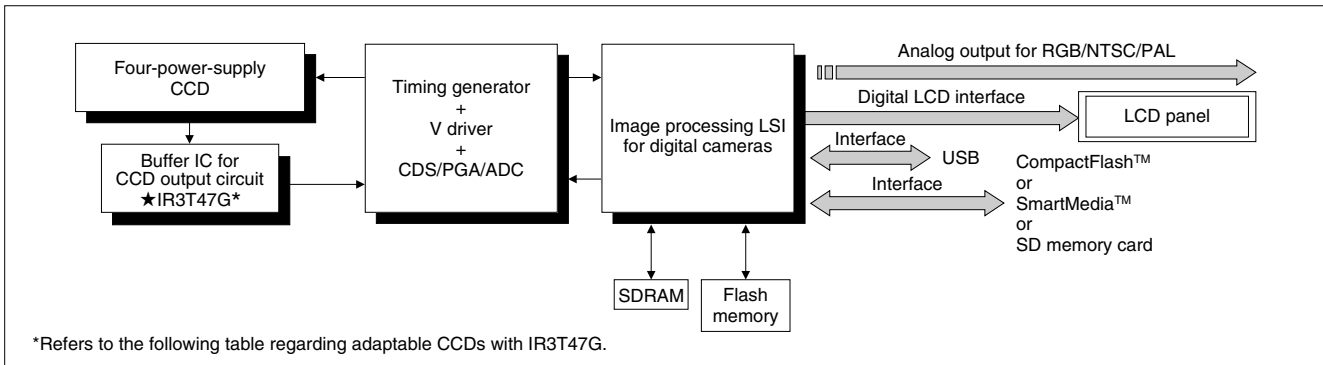 Four-power-supply
CCD
Buffer IC for
CCD output circuit
★IR3T47G*
Timing generator
+
V driver
+
CDS/PGA/ADC
Image processing LSI
for digital cameras
SDRAM
Flash
memory
Analog output for RGB/NTSC/PAL
Digital LCD interface
LCD panel
Interface
USB
Interface
CompactFlash™
or
SmartMedia™
or
SD memory card
*Refers to the following table regarding adaptable CCDs with IR3T47G.